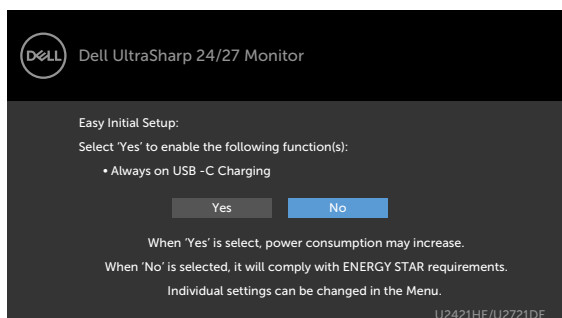 DELL
Dell UltraSharp 24/27 Monitor
Easy Initial Setup:
Select ‘Yes’ to enable the following function(s):
• Always on USB -C Charging
Yes
No
When ‘Yes’ is select, power consumption may increase.
When ‘No’ is selected, it will comply with ENERGY STAR requirements.
Individual settings can be changed in the Menu.
U2421HE/U2721DE